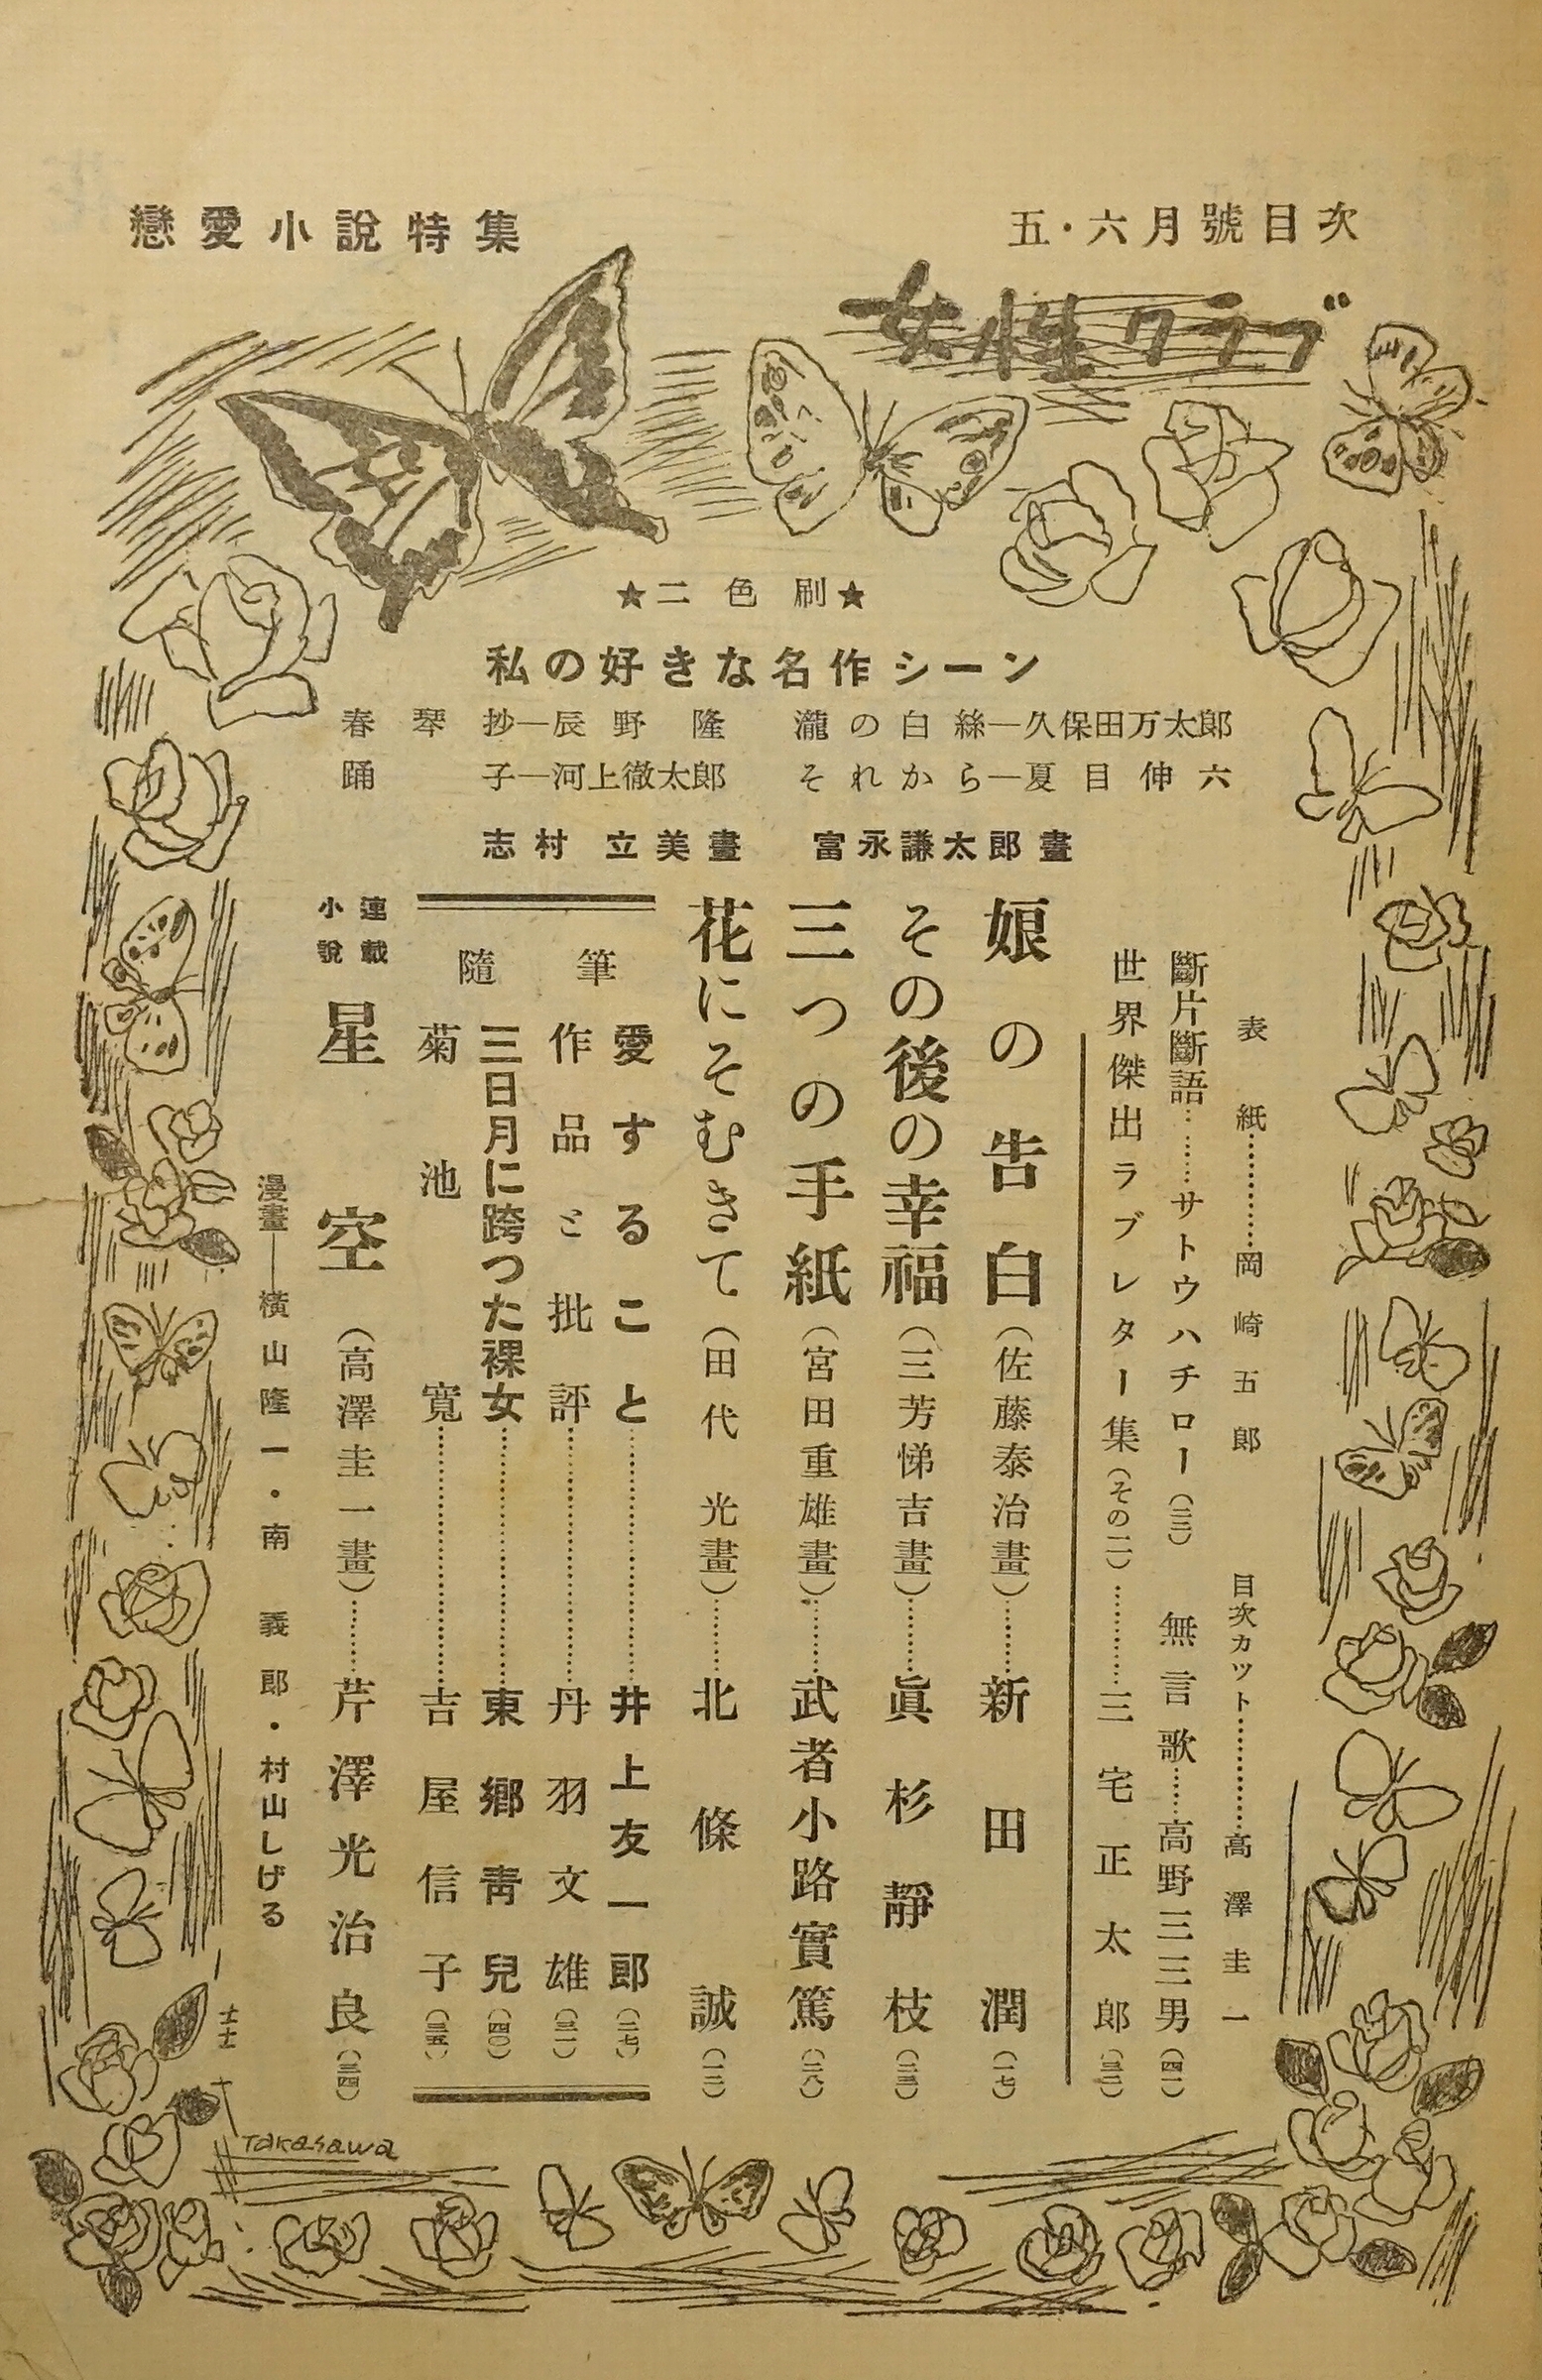 五・六月號目次
戀愛小說特集
女性クラブ
★二色刷★
私の好きな名作シーン
瀧の白絲―久保田万太郎
それから―夏目伸六
春琴抄―辰野隆
踊子―河上徹太郎
富永謙太郎畫
志村立美畫
表紙…………岡崎五郎
目次カツト…………高澤圭一
斷片斷語………サトウハチロー(三三)
無言歌……高野三三男(四一)
世界傑出ラブレター集(その二)…………三宅正太郎(三二)
娘の告白(佐藤泰治畫)………新田潤(一七)
その後の幸福(三芳悌吉畫)………眞杉靜枝(二三)
三つの手紙(宮田重雄畫)………武者小路實篤(二八)
花にそむきて(田代光畫)………北條誠(一二)
隨筆
愛すること…………井上友一郎(二七)
作品と批評…………丹羽文雄(三一)
三日月に跨つた裸女…………東鄕靑兒(四〇)
菊池寬…………吉屋信子(三五)
連載小說
星空(高澤圭一畫)………芹澤光治良(三四)
漫畫――橫山隆一・南義郎・村山しげる
Takasawa